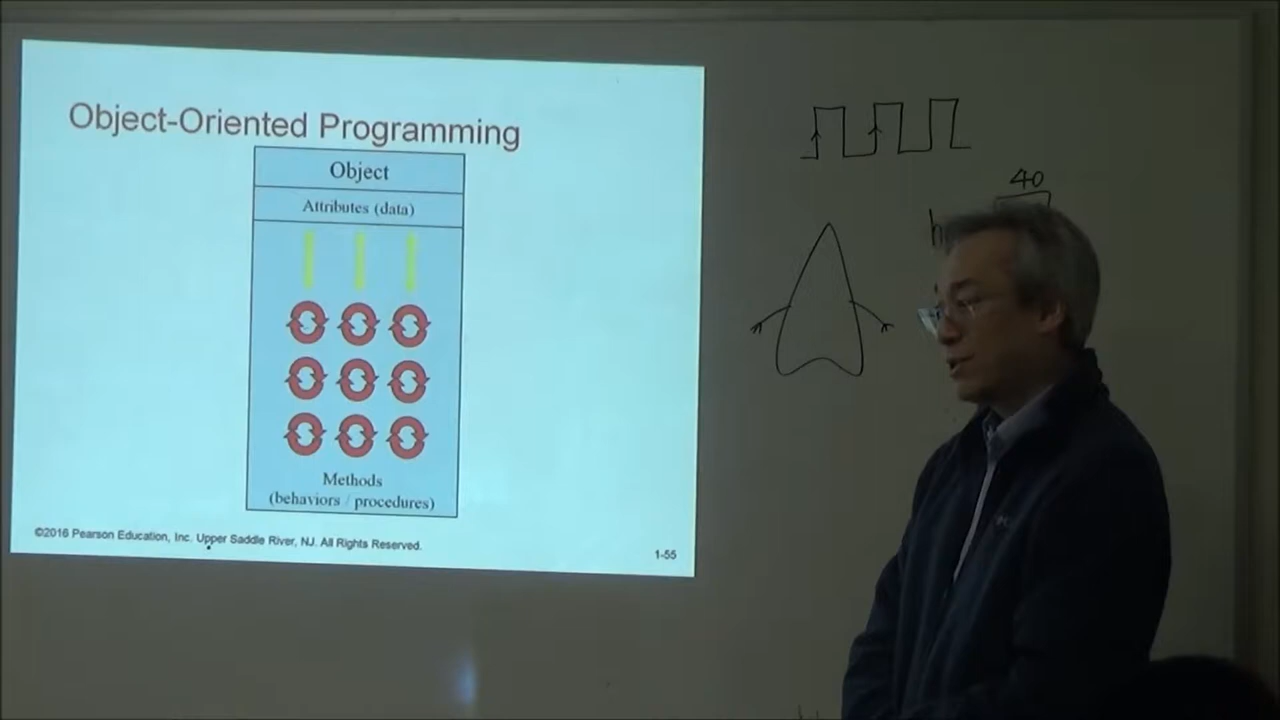 Object-Oriented Programming
Object
Attributes (data)
Methods
(behaviors / procedures)
©2016 Pearson Education, Inc. Upper Saddle River, NJ. All Rights Reserved.
1-55
40
h